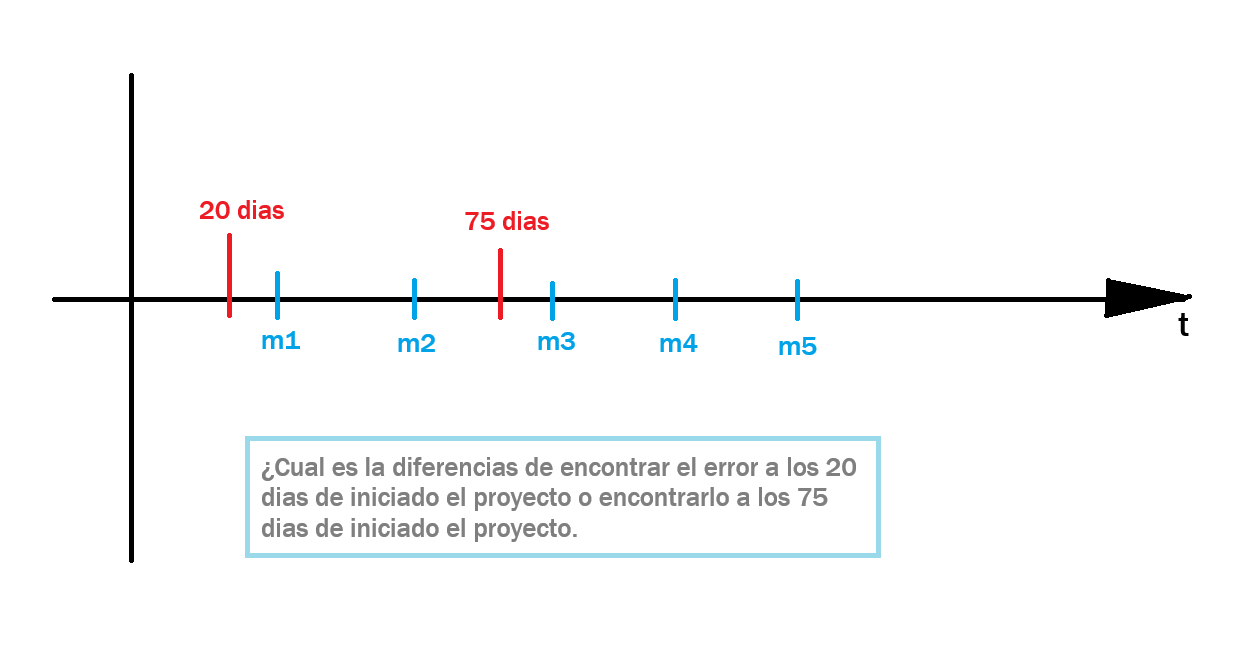 20 dias
75 dias
m1
m2
m3
m4
m5
t
¿Cual es la diferencias de encontrar el error a los 20
dias de iniciado el proyecto o encontrarlo a los 75
dias de iniciado el proyecto.